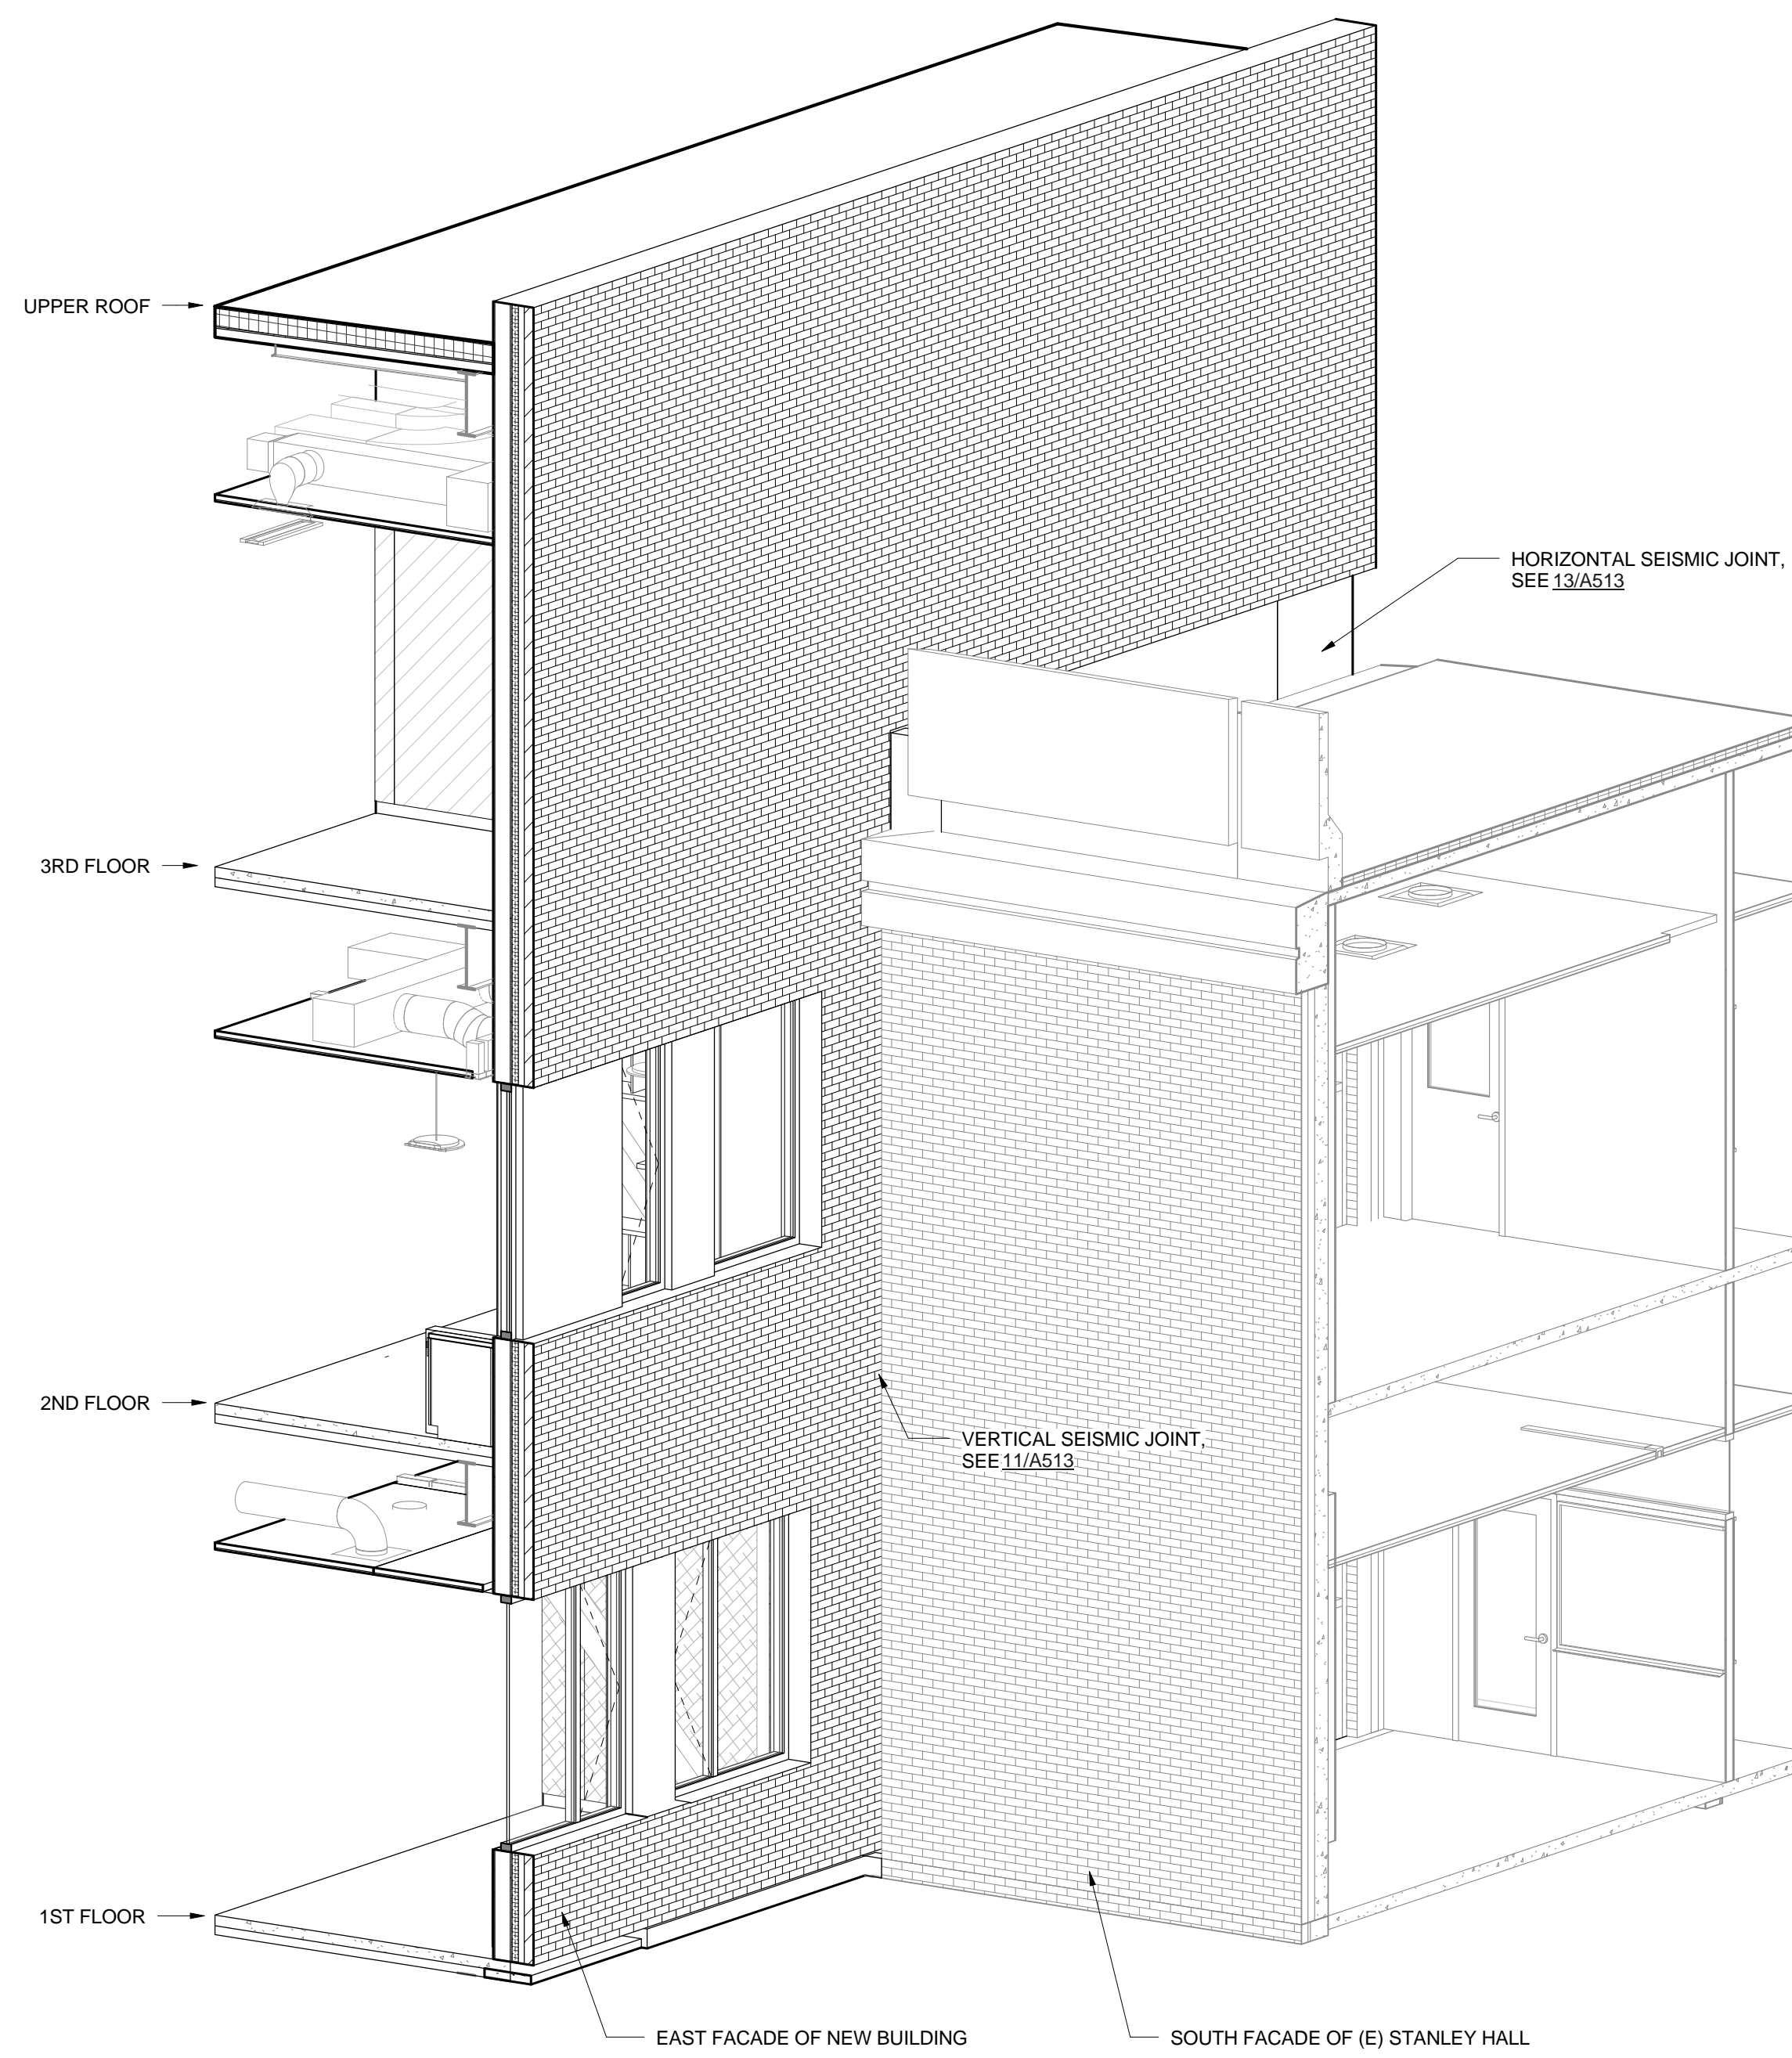 UPPER ROOF
HORIZONTAL SEISMIC JOINT,
SEE 13/A513
3RD FLOOR
2ND FLOOR
VERTICAL SEISMIC JOINT,
SEE 11/A513
1ST FLOOR
EAST FACADE OF NEW BUILDING
SOUTH FACADE OF (E) STANLEY HALL